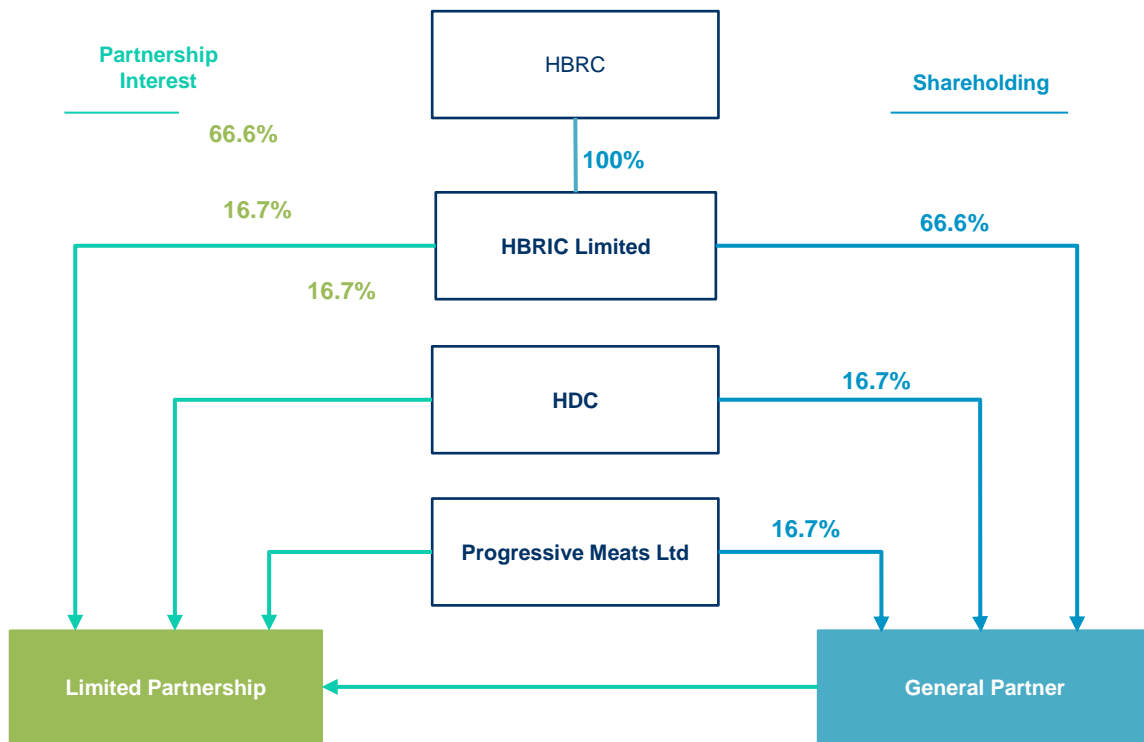 Partnership
Interest
HBRC
Shareholding
66.6%
100%
16.7%
HBRIC Limited
66.6%
16.7%
HDC
16.7%
Progressive Meats Ltd
16.7%
Limited Partnership
General Partner